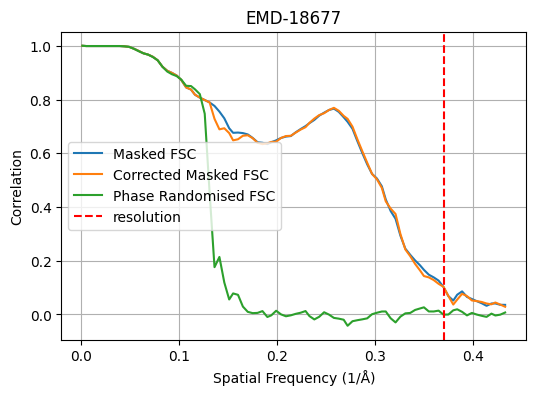 EMD-18677
1.0
0.8
0.6
0.4
0.2
0.0
Correlation
Masked FSC
Corrected Masked FSC
Phase Randomised FSC
resolution
0.0 0.1 0.2 0.3 0.4
Spatial Frequency (1/Å)